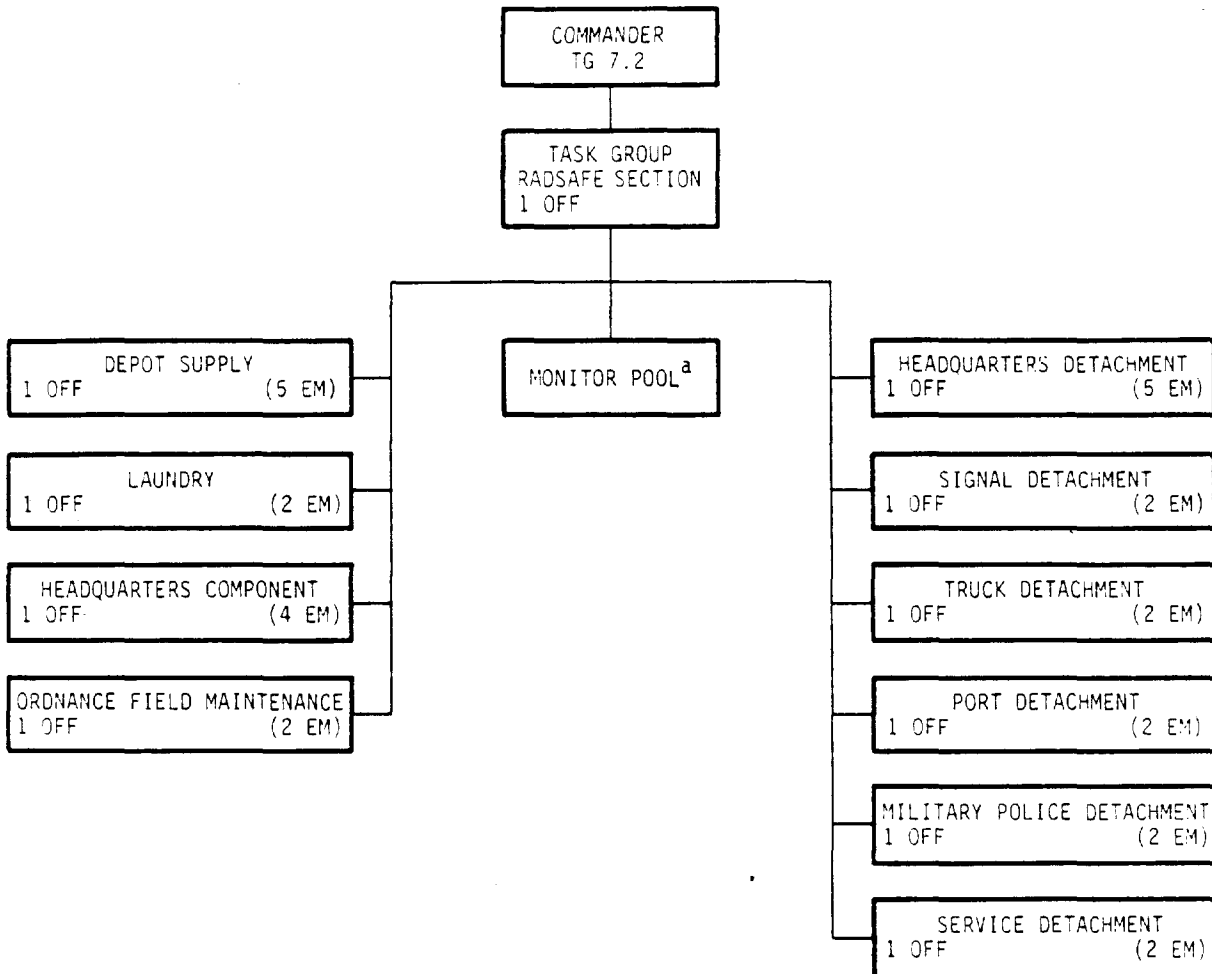 COMMANDER
TG 7.2
TASK GROUP
RADSAFE SECTION
1 OFF
MONITOR POOLa
DEPOT SUPPLY
1 OFF (5 EM)
LAUNDRY
1 OFF (2 EM)
HEADQUARTERS COMPONENT
1 OFF (4 EM)
ORDNANCE FIELD MAINTENANCE
1 OFF (2 EM)
HEADQUARTERS DETACHMENT
1 OFF (5 EM)
SIGNAL DETACHMENT
1 OFF (2 EM)
TRUCK DETACHMENT
1 OFF (2 EM)
PORT DETACHMENT
1 OFF (2 EM)
MILITARY POLICE DETACHMENT
1 OFF (2 EM)
SERVICE DETACHMENT
1 OFF (2 EM)